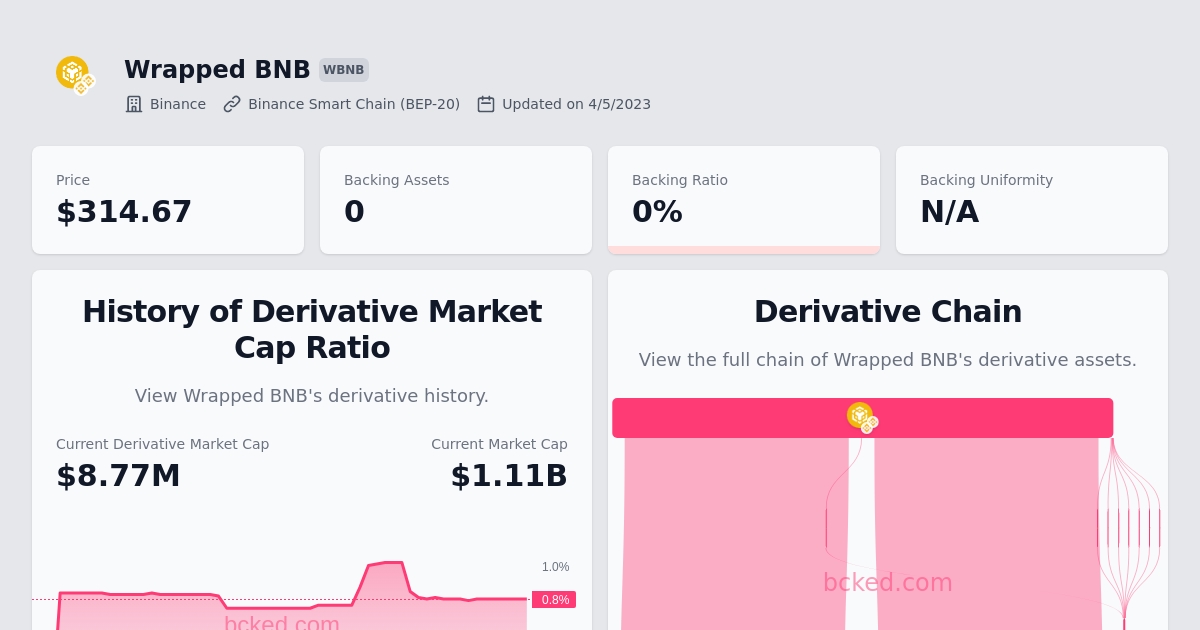 Wrapped BNB WBNB
Binance Binance Smart Chain (BEP-20) Updated on 4/5/2023
Price
$314.67
Backing Assets
0
Backing Ratio
0%
Backing Uniformity
N/A
History of Derivative Market
Cap Ratio
View Wrapped BNB's derivative history.
Current Derivative Market Cap
$8.77M
Current Market Cap
$1.11B
1.0%
0.8%
bcked.com
Derivative Chain
View the full chain of Wrapped BNB's derivative assets.
bcked.com